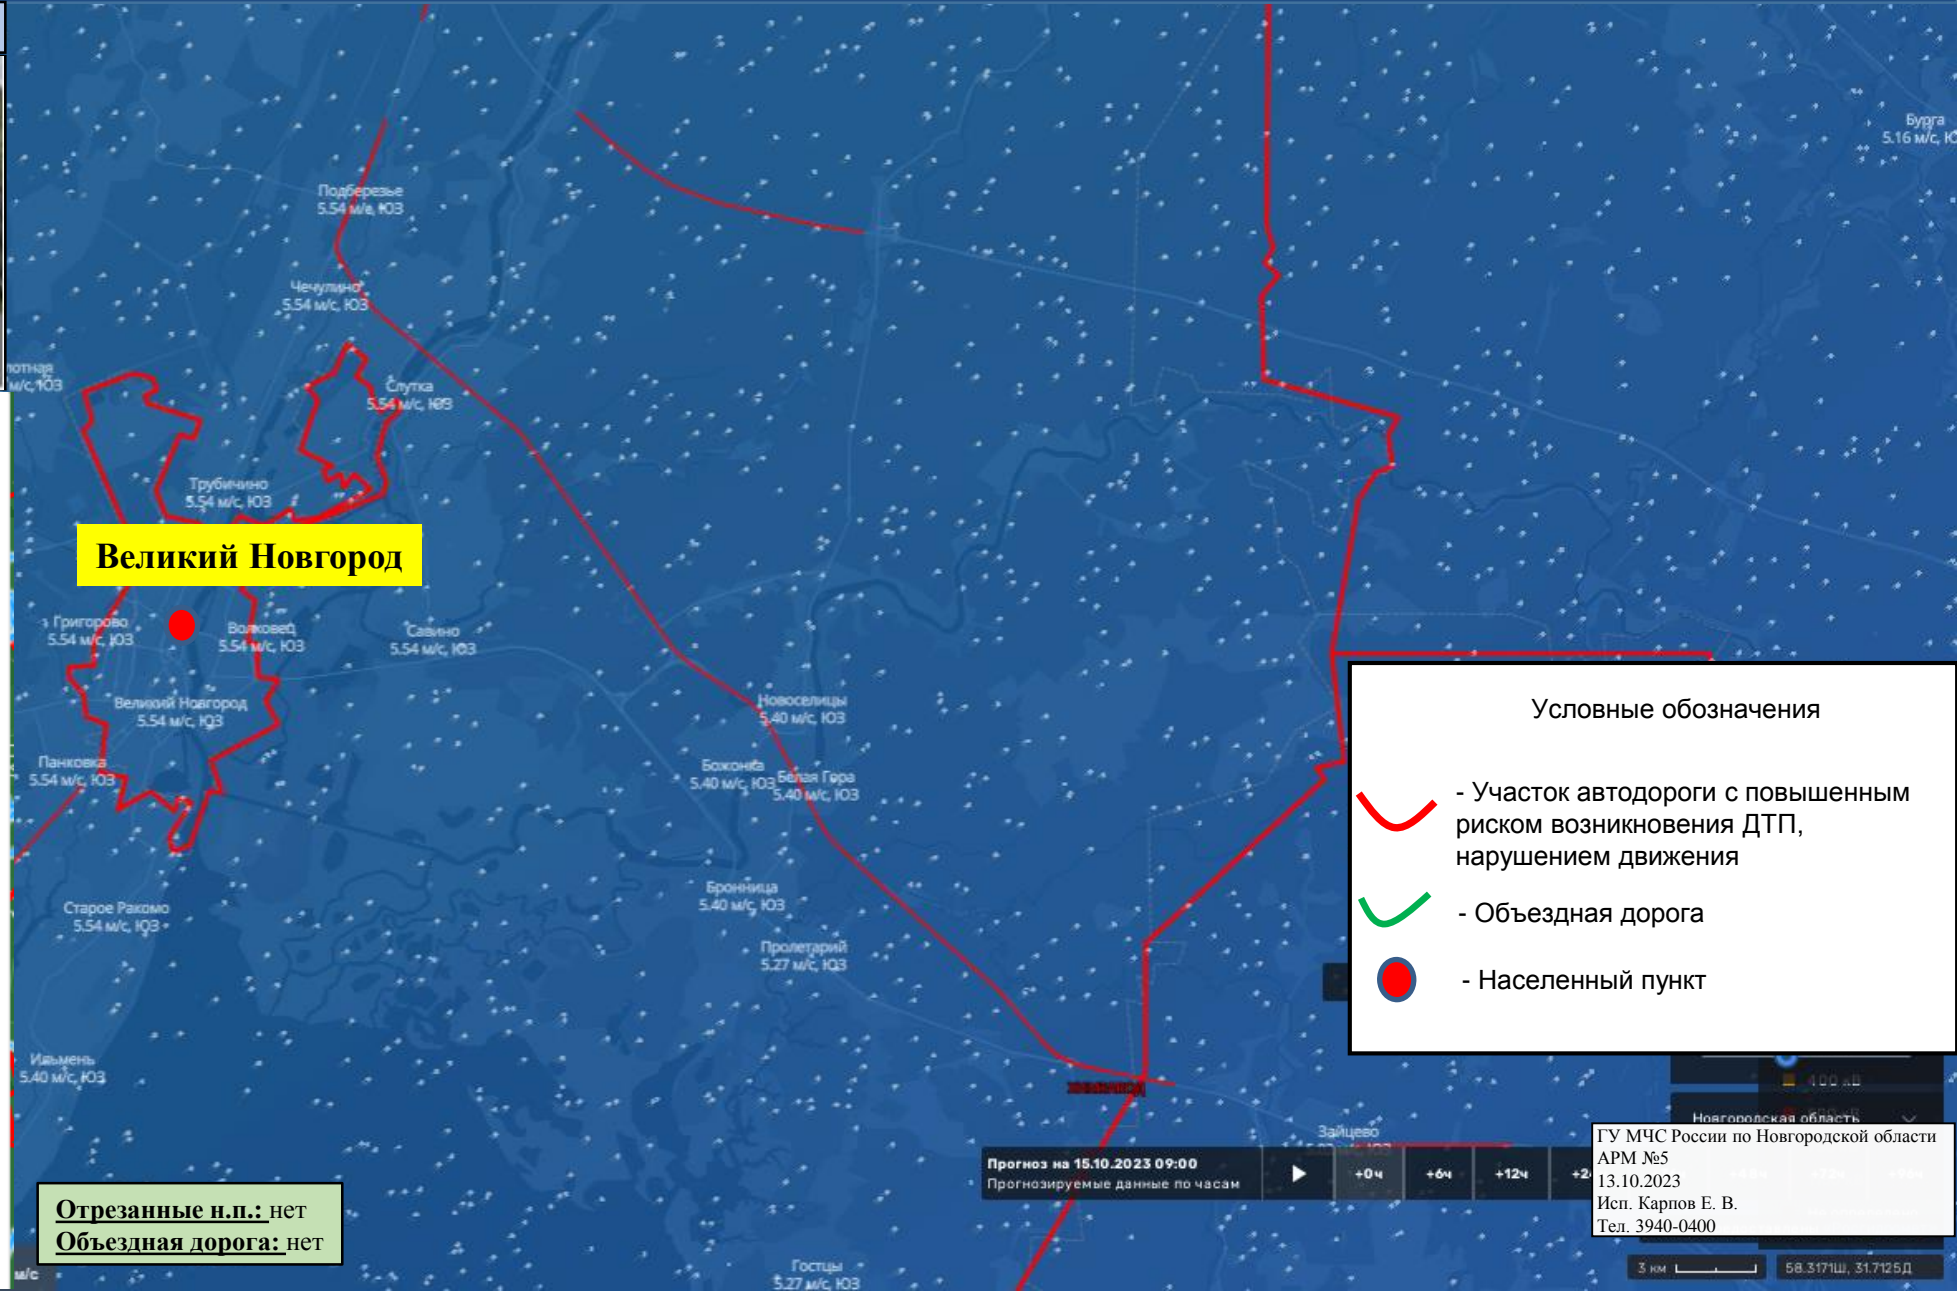 Бурга
5.16 м/с, Ю
Подберезье
5.54 м/с, ЮЗ
Чечулино
5.54 м/с, ЮЗ
м/с, ЮЗ
Слутка
5.54 м/с, ЮЗ
Трубичино
5.54 м/с, ЮЗ
Великий Новгород
Григорово
5.54 м/с, ЮЗ
Волховец
5.54 м/с, ЮЗ
Савино
5.54 м/с, ЮЗ
Великий Новгород
5.54 м/с, ЮЗ
Новоселицы
5.40 м/с, ЮЗ
Панковка
5.54 м/с, ЮЗ
Божонка
5.40 м/с, ЮЗ
Белая Гора
5.40 м/с, ЮЗ
Бронница
5.40 м/с, ЮЗ
Старое Ракомо
5.54 м/с, ЮЗ
Пролетарий
5.27 м/с, ЮЗ
Ильмень
5.40 м/с, ЮЗ
Зайцево
Гостцы
5.27 м/с, ЮЗ
Условные обозначения
- Участок автодороги с повышенным
риском возникновения ДТП,
нарушением движения
- Объездная дорога
- Населенный пункт
400 кВ
Новгородская область
Прогноз на 15.10.2023 09:00
Прогнозируемые данные по часам
+0ч
+6ч
+12ч
+2
ГУ МЧС России по Новгородской области
АРМ №5
13.10.2023
Исп. Карпов Е. В.
Тел. 3940-0400
Отрезанные н.п.: нет
Объездная дорога: нет
м/с
3 км
58.3171Ш, 31.7125Д